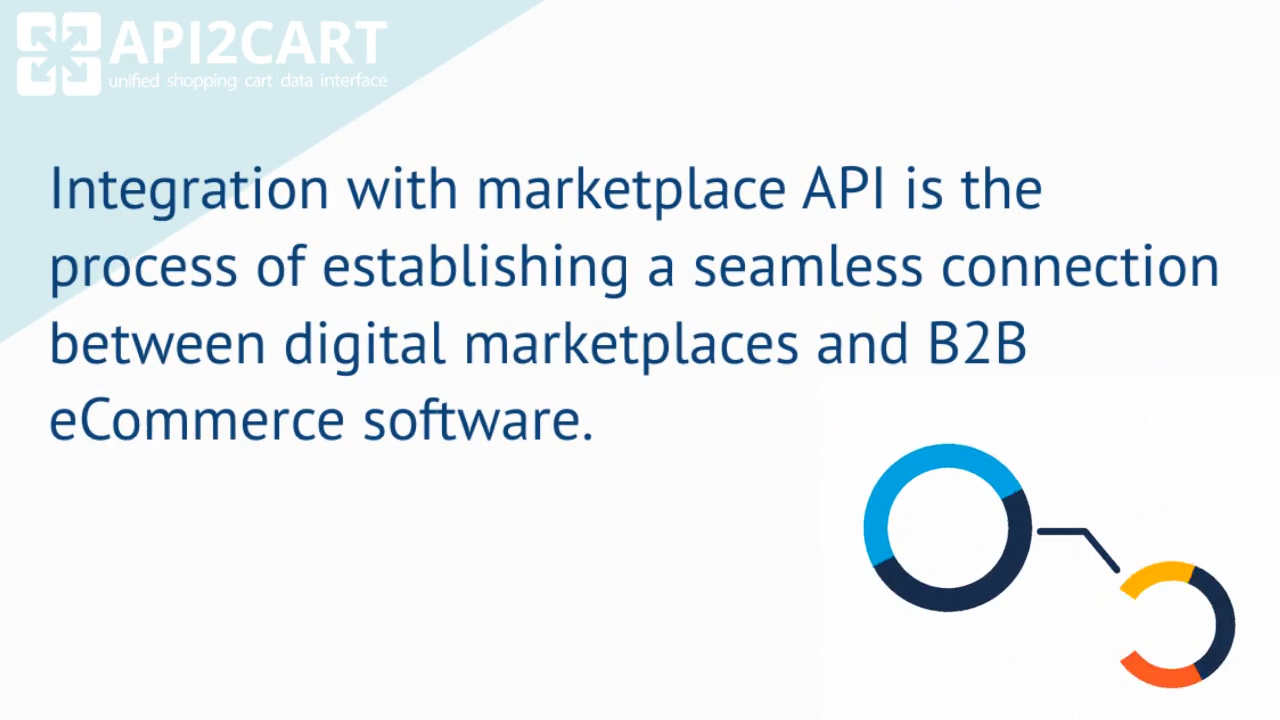 API2CART
unified shopping cart data interface
Integration with marketplace API is the
process of establishing a seamless connection
between digital marketplaces and B2B
eCommerce software.